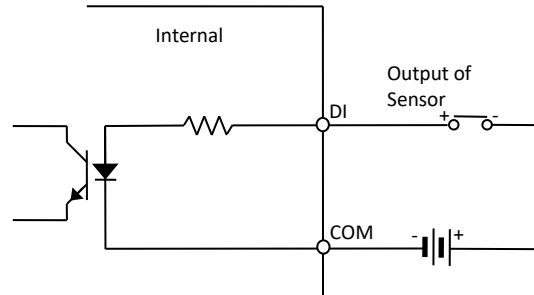 Internal
Output of
Sensor
DI
+ -
COM
- +